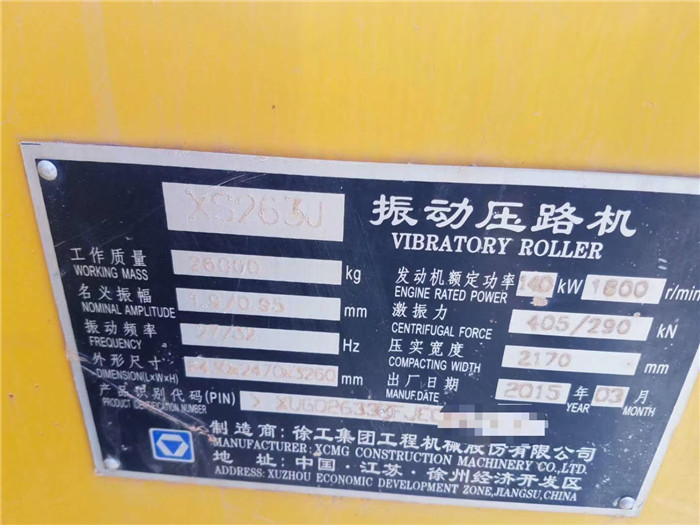 XS263J 振动压路机
VIBRATORY ROLLER
工作质量 26000 kg
WORKING MASS
发动机额定功率 140 kW 1800 r/min
ENGINE RATED POWER
名义振幅 1.9/0.95 mm
NOMINAL AMPLITUDE
激振力 405/290 kN
CENTRIFUGAL FORCE
振动频率 27/32 Hz
FREQUENCY
压实宽度 2170 mm
COMPACTING WIDTH
外形尺寸 x2470x3260 mm
DIMENSION(L×W×H)
出厂日期 2015 年 03 月
MANUF.DATE YEAR MONTH
产品识别代码(PIN)
PRODUCT IDENTIFICATION NUMBER
制造商:徐工集团工程机械股份有限公司
MANUFACTURER: XCMG CONSTRUCTION MACHINERY CO.,LTD.
地 址:中国·江苏·徐州经济开发区
ADDRESS: XUZHOU ECONOMIC DEVELOPMENT ZONE,JIANGSU,CHINA